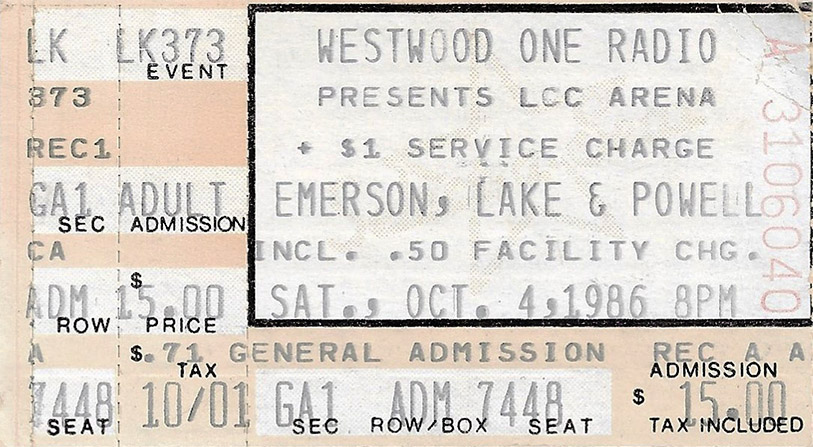 LK LK373 WESTWOOD ONE RADIO
EVENT
373 PRESENTS LCC ARENA
REC1 + $1 SERVICE CHARGE
GA1 ADULT EMERSON, LAKE & POWELL
SEC ADMISSION
CA INCL. .50 FACILITY CHG.
$
ADM 15.00 SAT., OCT. 4,1986 8PM
ROW PRICE
A $.71 GENERAL ADMISSION REC A A
TAX ADMISSION
7448 10/01 GA1 ADM 7448 $ 15.00
SEAT SEC ROW/BOX SEAT TAX INCLUDED
A 3106040